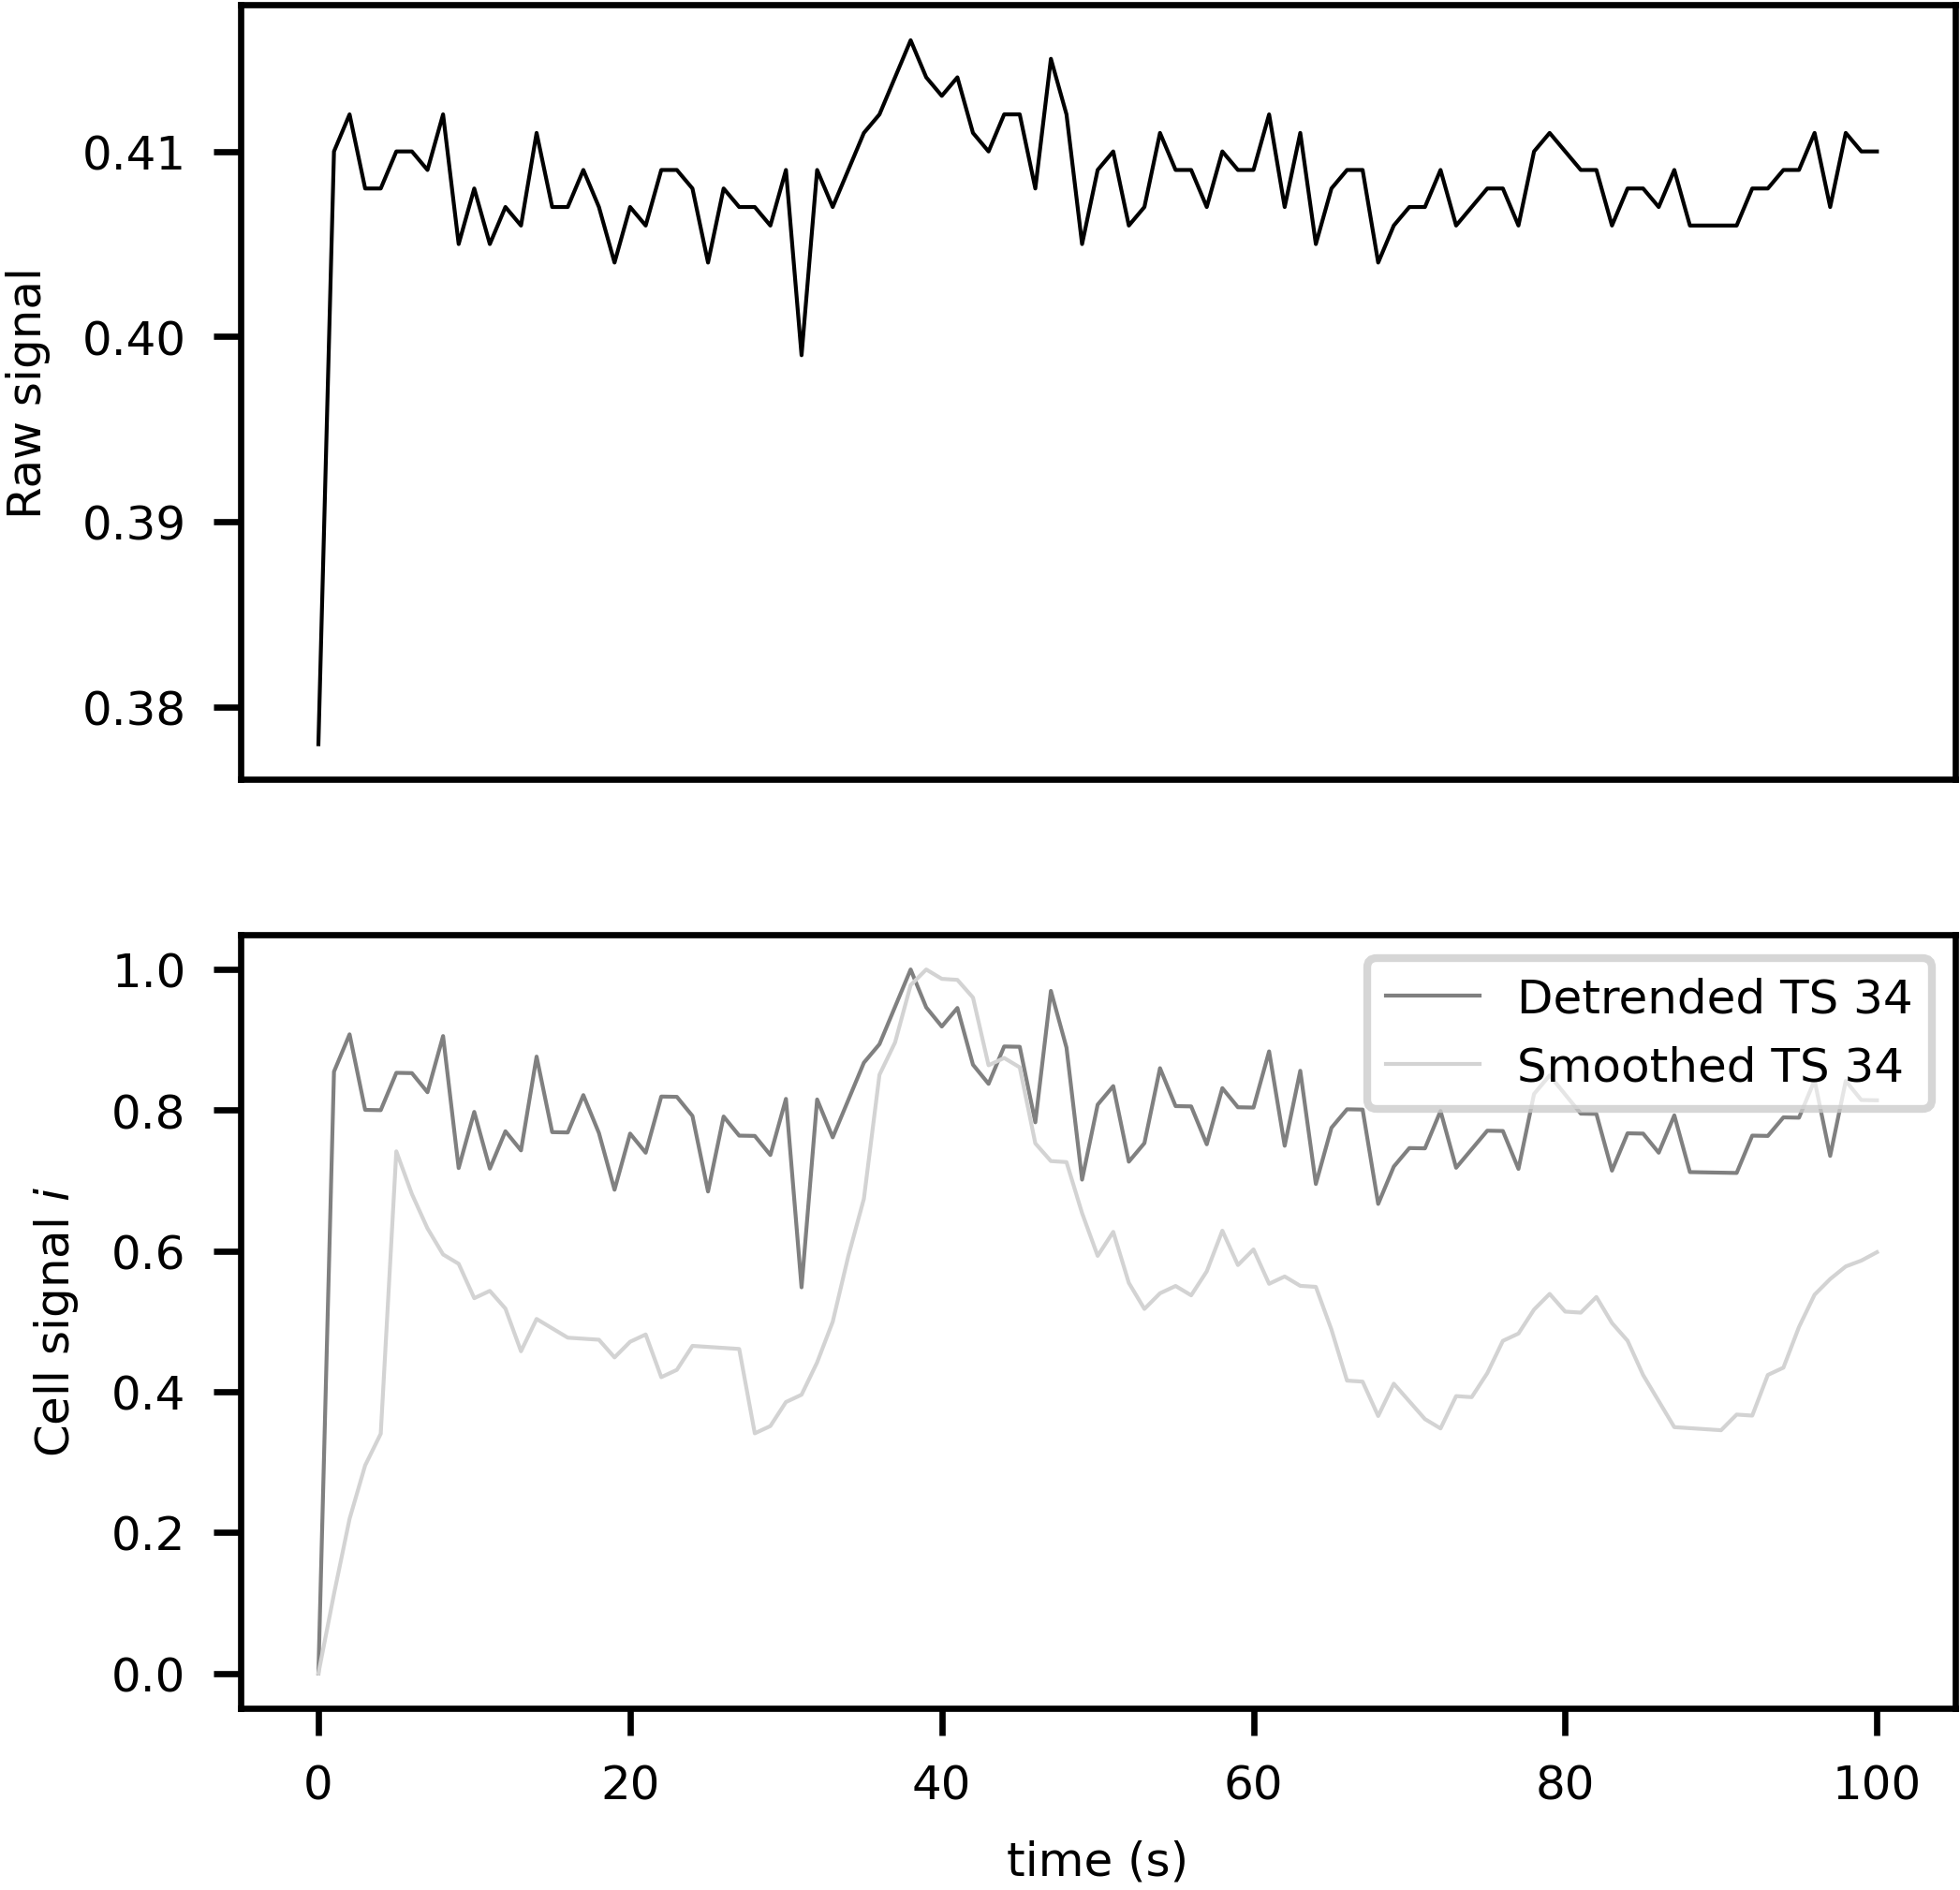 Raw signal
0.41
0.40
0.39
0.38
Cell signal i
1.0
0.8
0.6
0.4
0.2
0.0
Detrended TS 34
Smoothed TS 34
0 20 40 60 80 100
time (s)